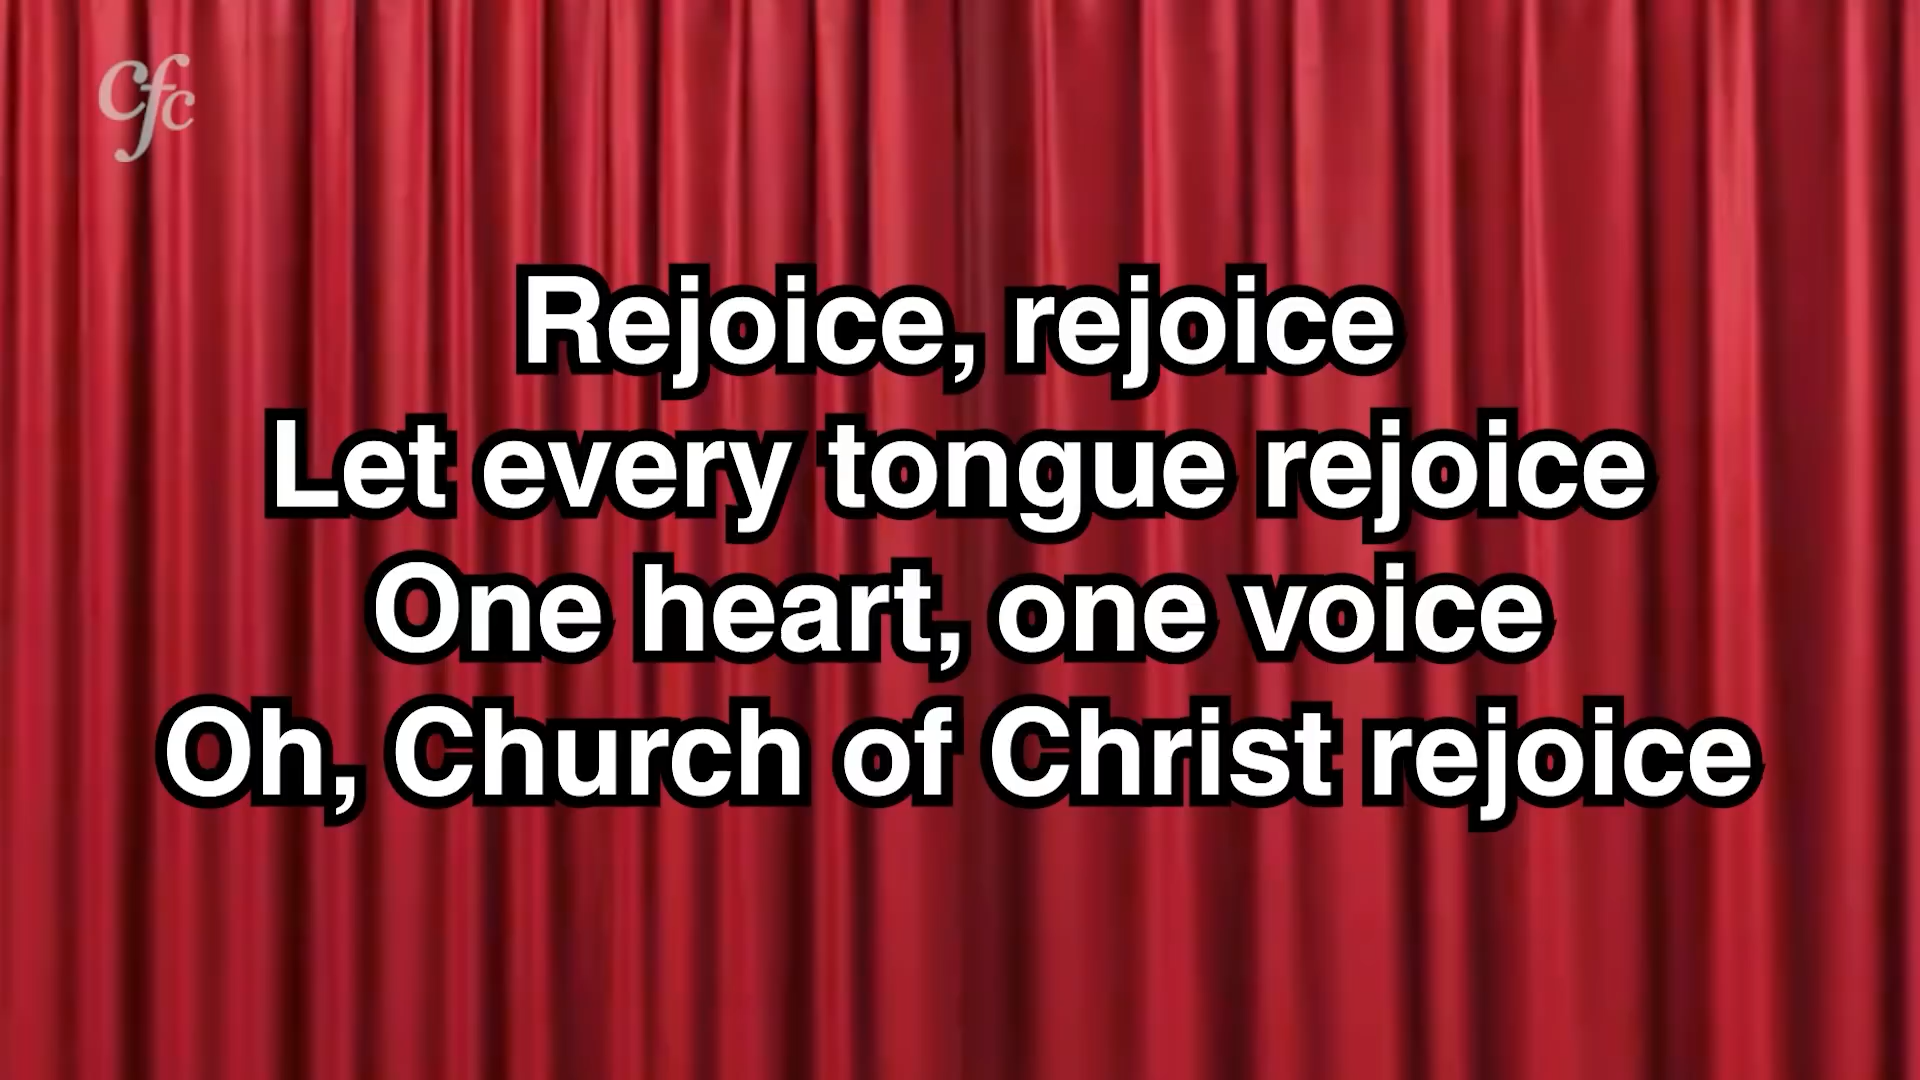 cfc
Rejoice, rejoice
Let every tongue rejoice
One heart, one voice
Oh, Church of Christ rejoice